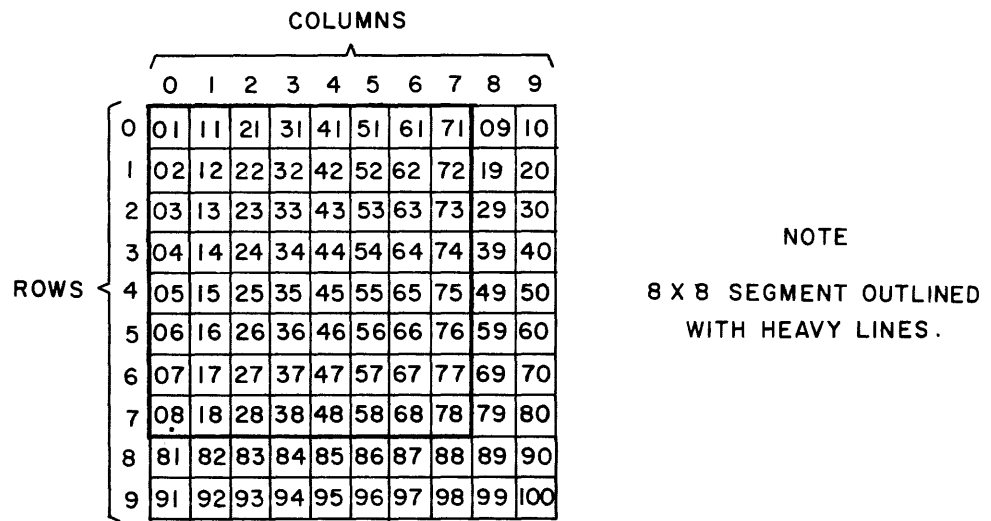 COLUMNS
0 1 2 3 4 5 6 7 8 9
0 01 11 21 31 41 51 61 71 09 10
1 02 12 22 32 42 52 62 72 19 20
2 03 13 23 33 43 53 63 73 29 30
3 04 14 24 34 44 54 64 74 39 40
ROWS 4 05 15 25 35 45 55 65 75 49 50
5 06 16 26 36 46 56 66 76 59 60
6 07 17 27 37 47 57 67 77 69 70
7 08 18 28 38 48 58 68 78 79 80
8 81 82 83 84 85 86 87 88 89 90
9 91 92 93 94 95 96 97 98 99 100
NOTE
8 X 8 SEGMENT OUTLINED
WITH HEAVY LINES.